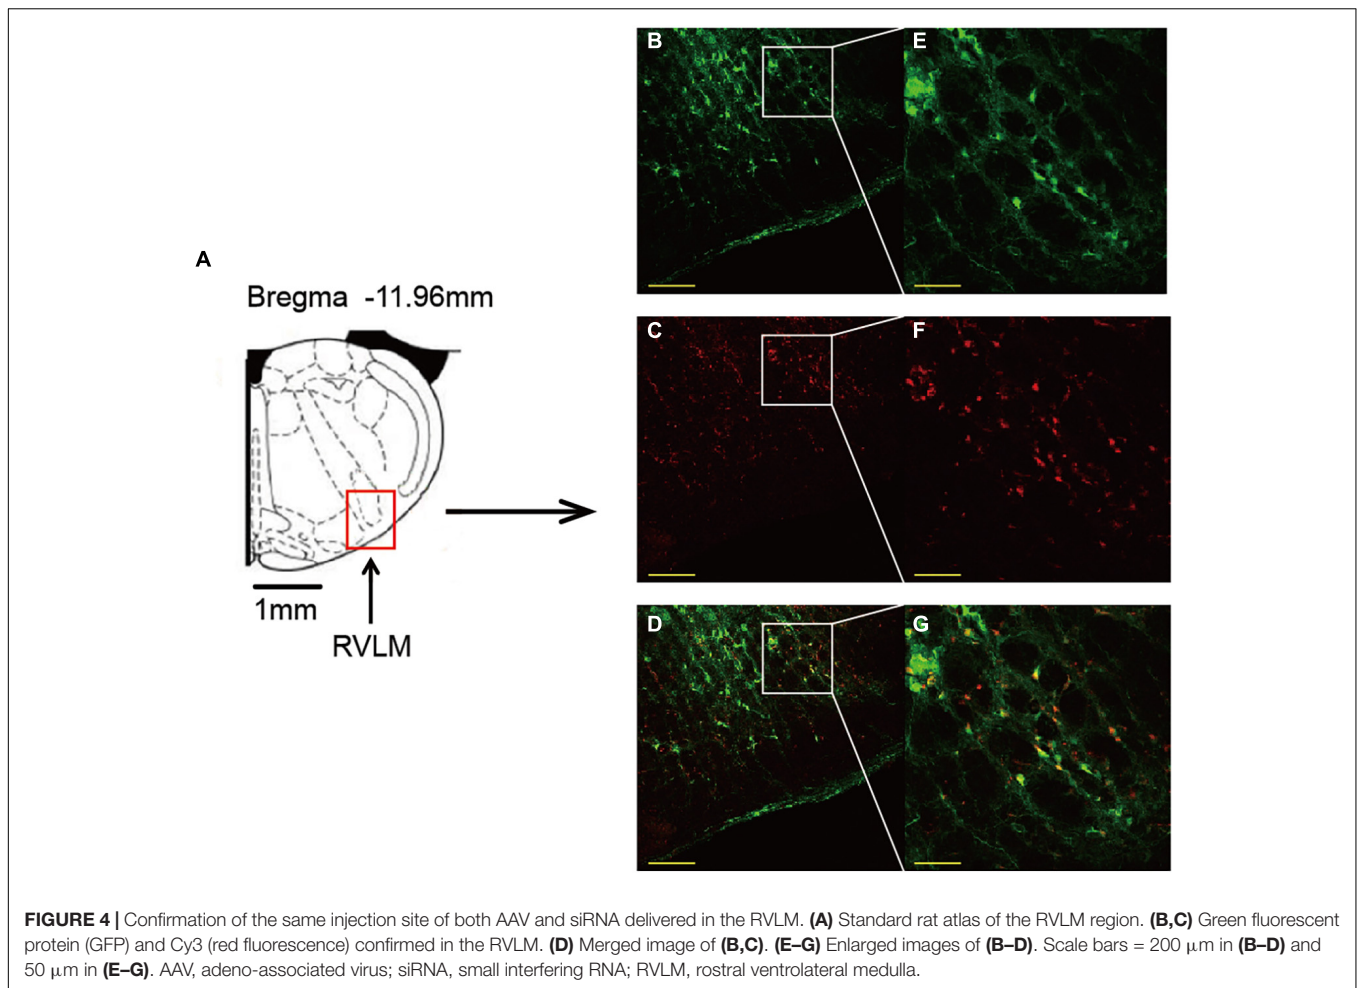 A
Bregma -11.96mm
1mm
RVLM
B
E
C
F
D
G
FIGURE 4 | Confirmation of the same injection site of both AAV and siRNA delivered in the RVLM. (A) Standard rat atlas of the RVLM region. (B,C) Green fluorescent
protein (GFP) and Cy3 (red fluorescence) confirmed in the RVLM. (D) Merged image of (B,C). (E–G) Enlarged images of (B–D). Scale bars = 200 μm in (B–D) and
50 μm in (E–G). AAV, adeno-associated virus; siRNA, small interfering RNA; RVLM, rostral ventrolateral medulla.